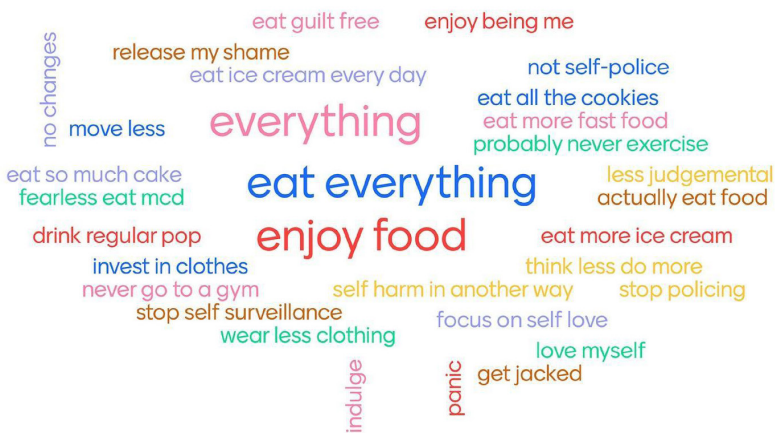 eat guilt free
enjoy being me
release my shame
no changes
eat ice cream every day
not self-police
eat all the cookies
everything
eat more fast food
move less
probably never exercise
eat so much cake
eat everything
less judgemental
fearless eat mcd
actually eat food
drink regular pop
enjoy food
eat more ice cream
invest in clothes
think less do more
never go to a gym
self harm in another way
stop policing
stop self surveillance
focus on self love
wear less clothing
love myself
indulge
panic
get jacked